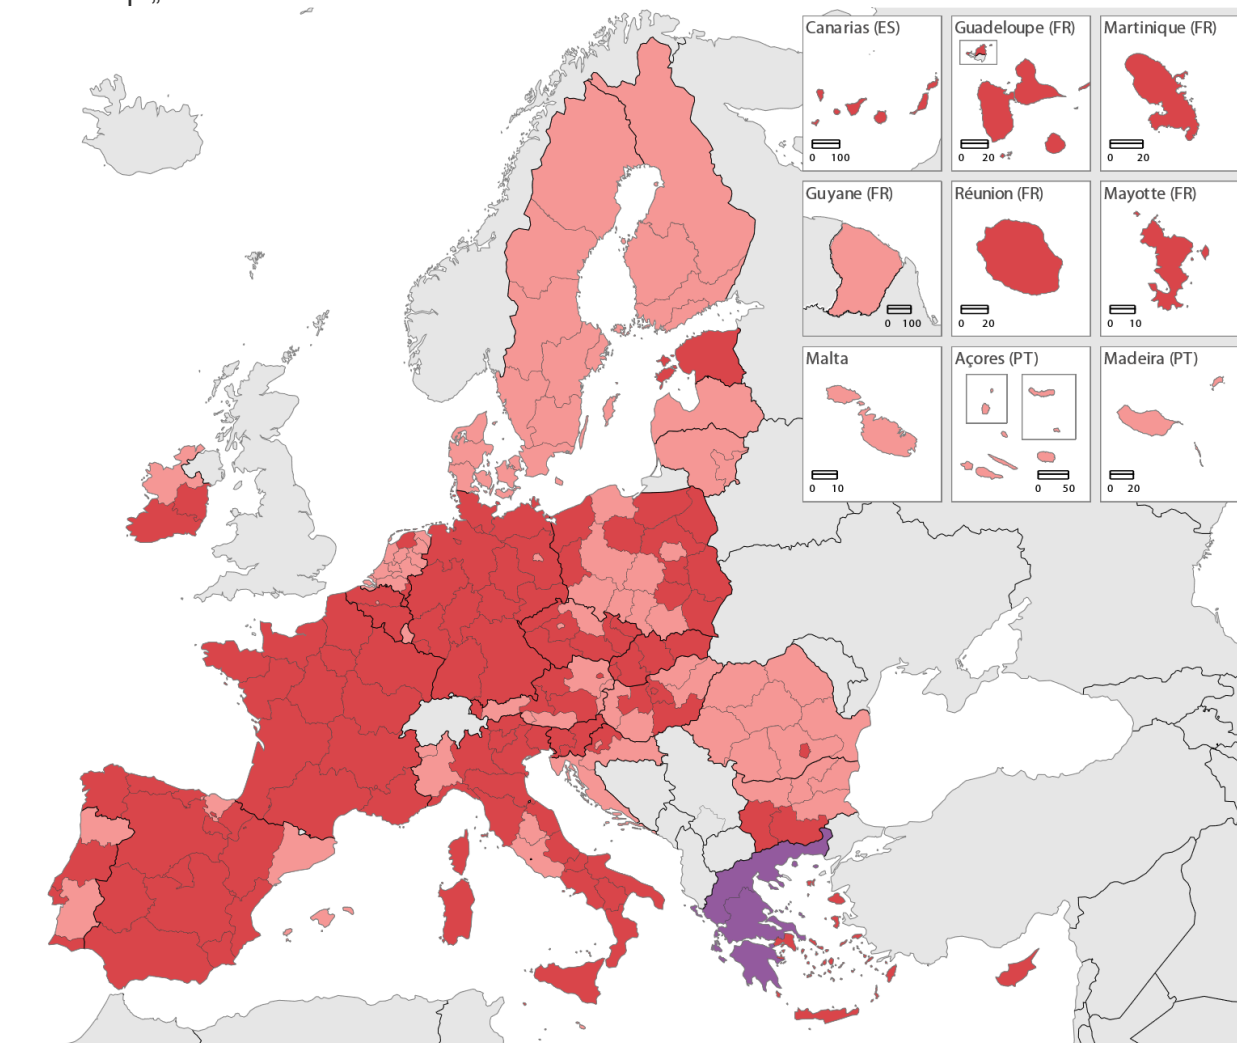 Canarias (ES)
0 100
Guadeloupe (FR)
0 20
Martinique (FR)
0 20
Guyane (FR)
0 100
Réunion (FR)
0 20
Mayotte (FR)
0 10
Malta
0 10
Açores (PT)
0 50
Madeira (PT)
0 20